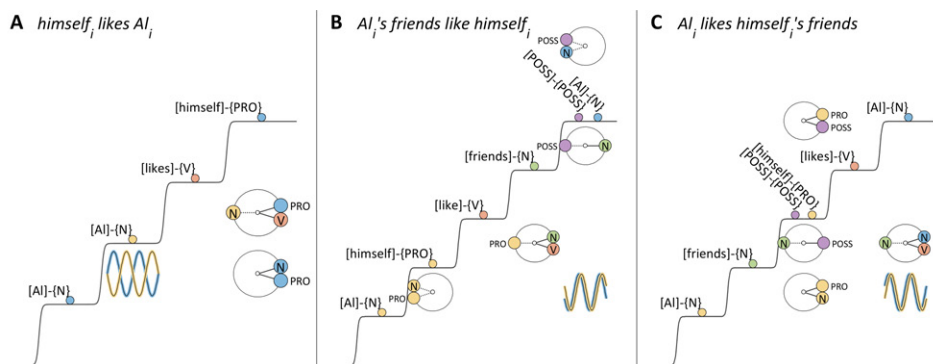 A himself_i likes Al_i
[himself]-{PRO}
[likes]-{V}
[Al]-{N}
[Al]-{N}
N
PRO
V
N
PRO
B Al_i's friends like himself_i
POSS
N
[POSS]-{POSS}
[Al]-{N}
[friends]-{N}
POSS
N
[like]-{V}
PRO
N
V
[himself]-{PRO}
N
PRO
[Al]-{N}
C Al_i likes himself_i's friends
PRO
POSS
[Al]-{N}
[likes]-{V}
[himself]-{PRO}
[POSS]-{POSS}
N
POSS
N
N
V
[friends]-{N}
PRO
N
[Al]-{N}